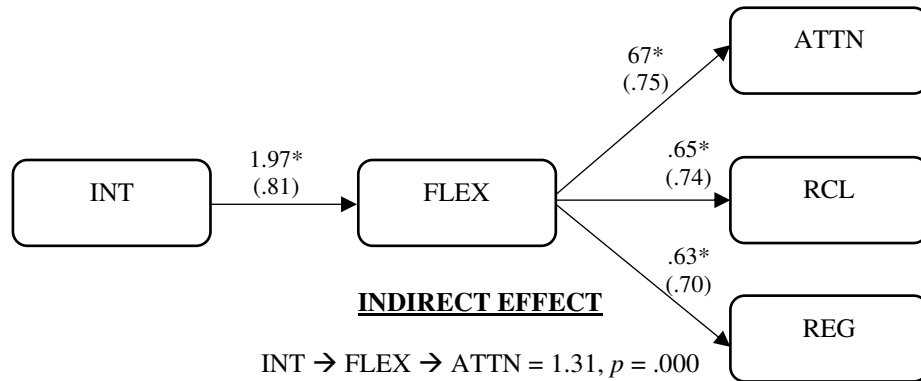 ATTN
67*
(.75)
INT
1.97*
(.81)
FLEX
.65*
(.74)
RCL
.63*
(.70)
REG
INDIRECT EFFECT
INT → FLEX → ATTN = 1.31, p = .000